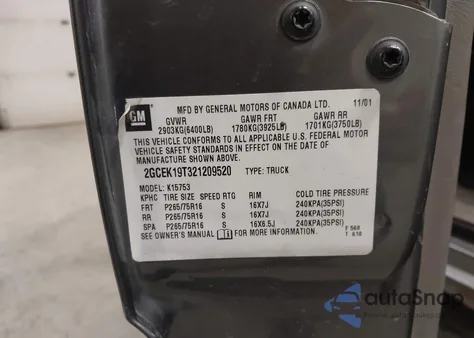 GM
MFD BY GENERAL MOTORS OF CANADA LTD. 11/01
GVWR GAWR FRT GAWR RR
2903KG(6400LB) 1780KG(3925LB) 1701KG(3750LB)
THIS VEHICLE CONFORMS TO ALL APPLICABLE U.S. FEDERAL MOTOR
VEHICLE SAFETY STANDARDS IN EFFECT ON THE DATE OF
MANUFACTURE SHOWN ABOVE.
2GCEK19T321209520 TYPE: TRUCK
MODEL: K15753
KPHC TIRE SIZE SPEED RTG RIM COLD TIRE PRESSURE
FRT P265/75R16 S 16X7J 240KPA(35PSI)
RR P265/75R16 S 16X7J 240KPA(35PSI)
SPA P265/75R16 S 16X6.5J 240KPA(35PSI)
SEE OWNER'S MANUAL FOR MORE INFORMATION.
F 568
T 618
autoSnap